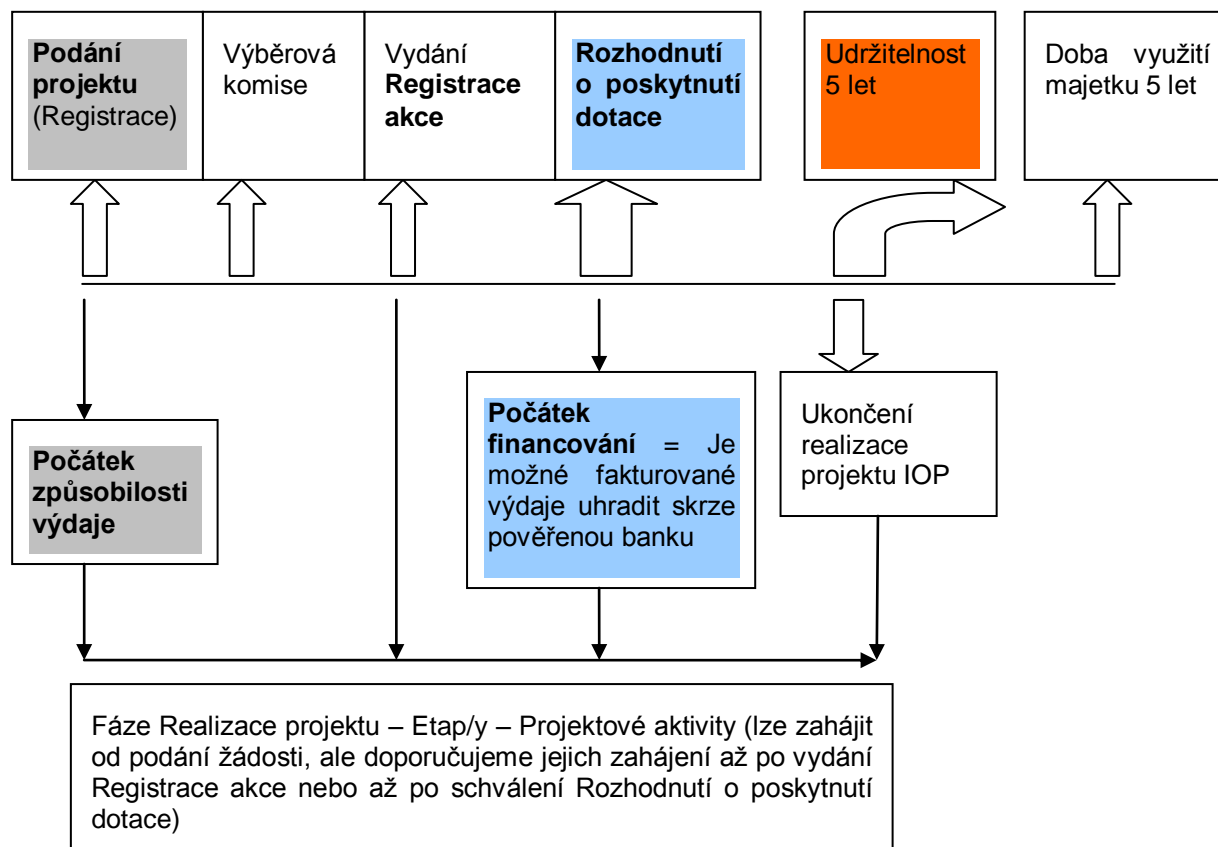 Podání
projektu
(Registrace)
Výběrová
komise
Vydání
Registrace
akce
Rozhodnutí
o poskytnutí
dotace
Udržitelnost
5 let
Doba využití
majetku 5 let
Počátek
způsobilosti
výdaje
Počátek
financování = Je
možné fakturované
výdaje uhradit skrze
pověřenou banku
Ukončení
realizace
projektu IOP
Fáze Realizace projektu – Etap/y – Projektové aktivity (lze zahájit
od podání žádosti, ale doporučujeme jejich zahájení až po vydání
Registrace akce nebo až po schválení Rozhodnutí o poskytnutí
dotace)